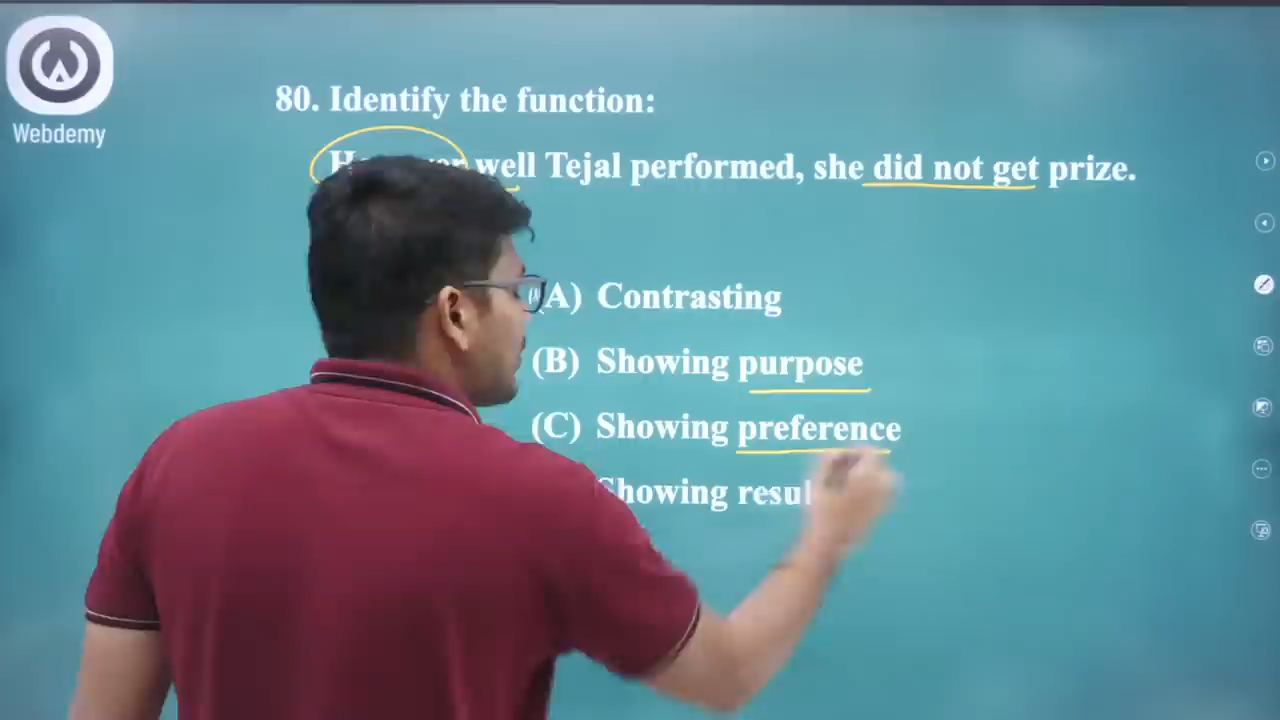 Webdemy
80. Identify the function:
well Tejal performed, she did not get prize.
(A) Contrasting
(B) Showing purpose
(C) Showing preference
Showing